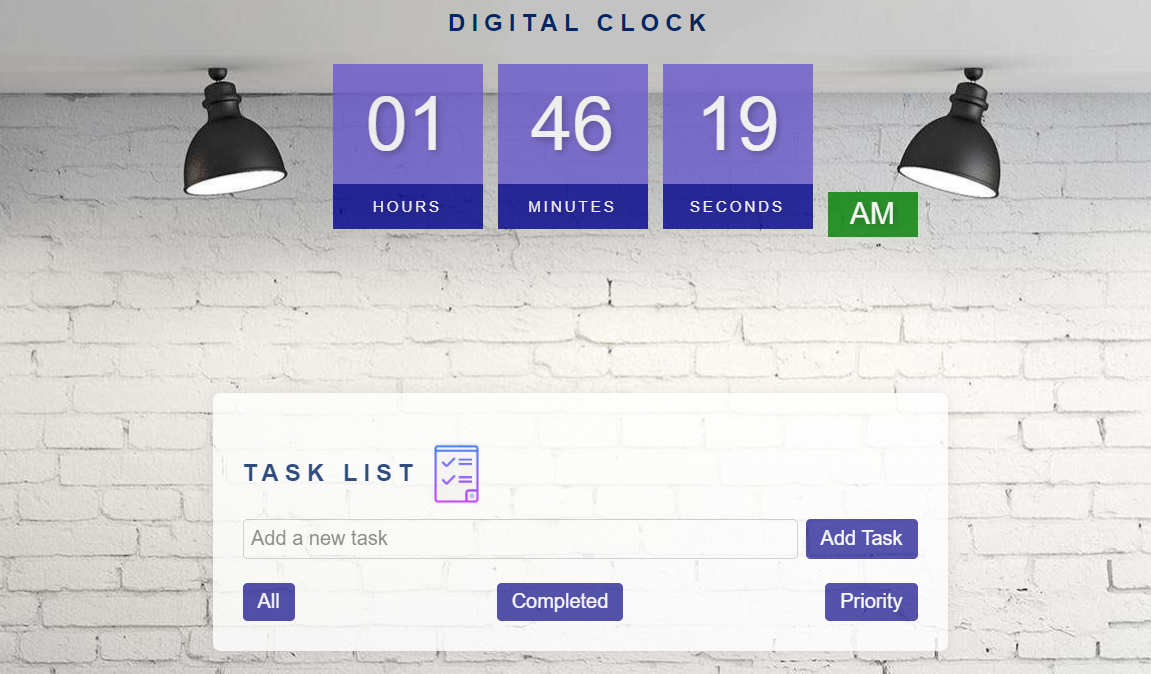 DIGITAL CLOCK
01 46 19
HOURS MINUTES SECONDS AM
TASK LIST
Add a new task Add Task
All Completed Priority